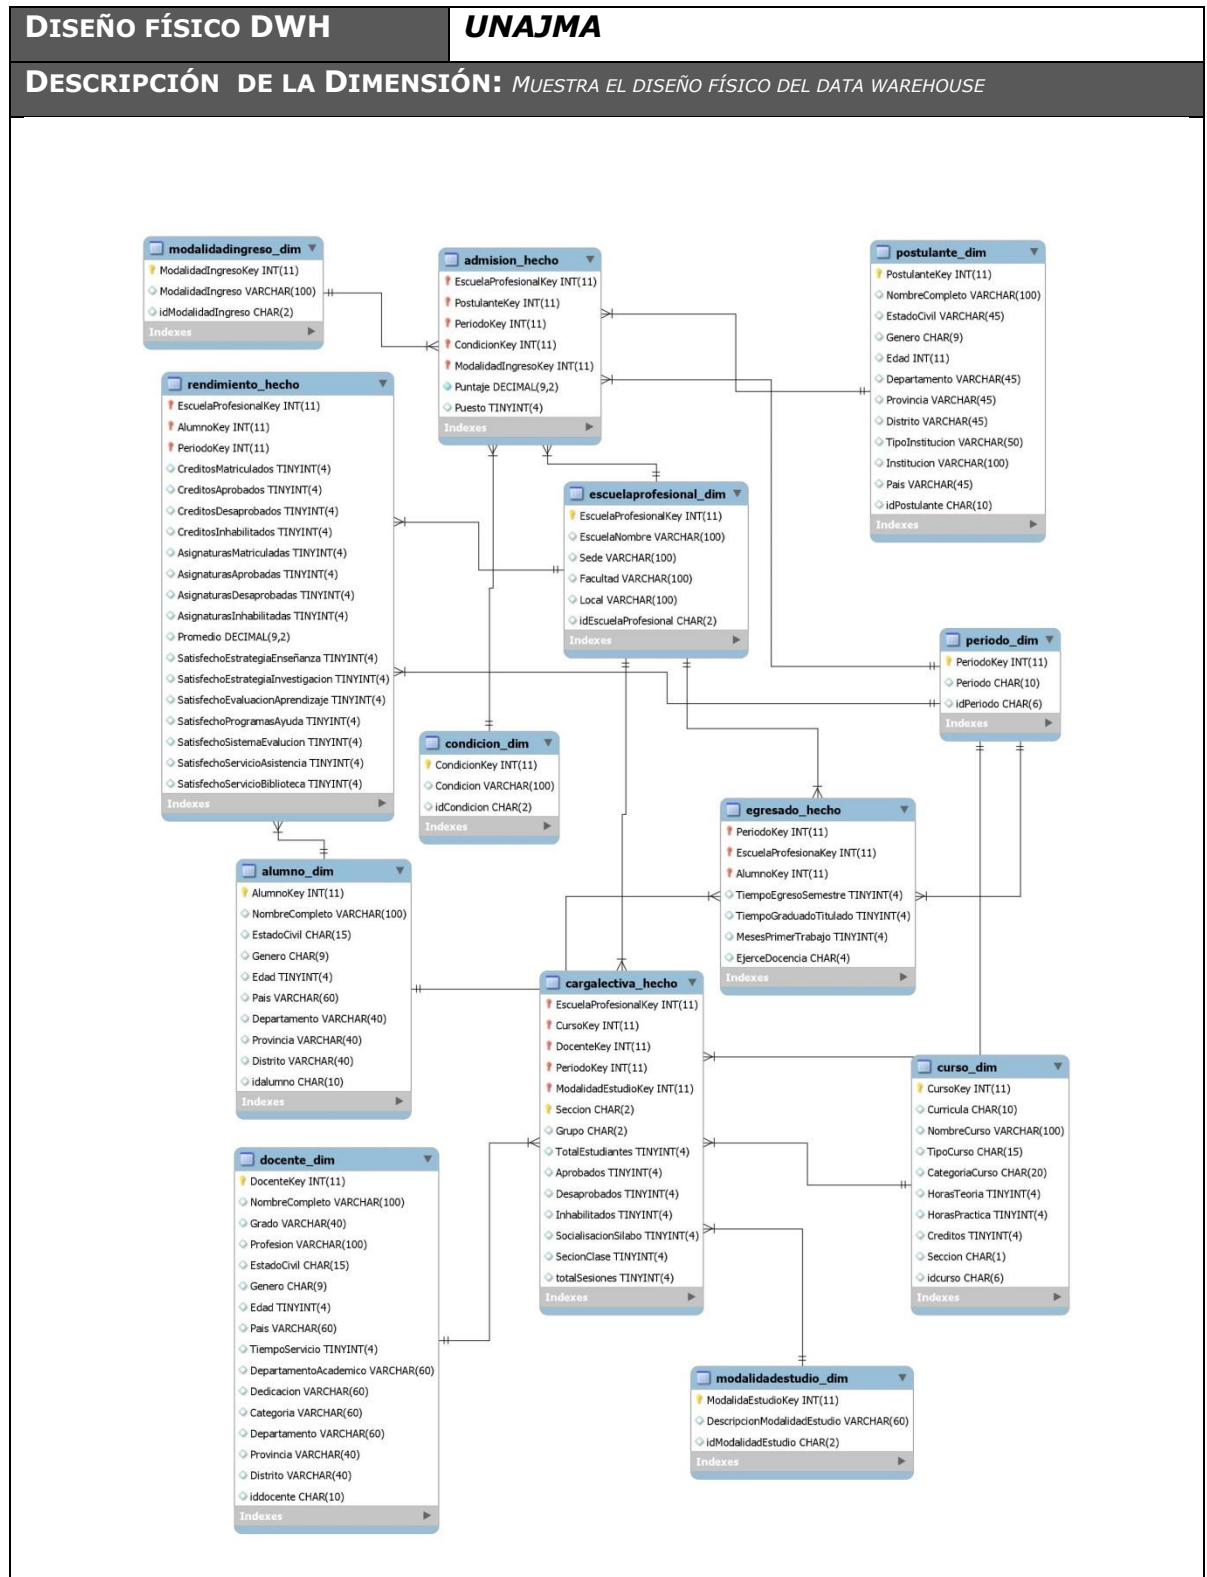 DISEÑO FÍSICO DWH
UNAJMA
DESCRIPCIÓN DE LA DIMENSIÓN: MUESTRA EL DISEÑO FÍSICO DEL DATA WAREHOUSE
modalidadingreso_dim
ModalidadIngresoKey INT(11)
ModalidadIngreso VARCHAR(100)
idModalidadIngreso CHAR(2)
Indexes
admision_hecho
EscuelaProfesionalKey INT(11)
PostulanteKey INT(11)
PeriodoKey INT(11)
CondicionKey INT(11)
ModalidadIngresoKey INT(11)
Puntaje DECIMAL(9,2)
Puesto TINYINT(4)
Indexes
postulante_dim
PostulanteKey INT(11)
NombreCompleto VARCHAR(100)
EstadoCivil VARCHAR(45)
Genero CHAR(9)
Edad INT(11)
Departamento VARCHAR(45)
Provincia VARCHAR(45)
Distrito VARCHAR(45)
TipoInstitucion VARCHAR(50)
Institucion VARCHAR(100)
Pais VARCHAR(45)
idPostulante CHAR(10)
Indexes
rendimiento_hecho
EscuelaProfesionalKey INT(11)
AlumnoKey INT(11)
PeriodoKey INT(11)
CreditosMatriculados TINYINT(4)
CreditosAprobados TINYINT(4)
CreditosDesaprobados TINYINT(4)
CreditosInhabilitados TINYINT(4)
AsignaturasMatriculadas TINYINT(4)
AsignaturasAprobadas TINYINT(4)
AsignaturasDesaprobadas TINYINT(4)
AsignaturasInhabilitadas TINYINT(4)
Promedio DECIMAL(9,2)
SatisfechoEstrategiaEnseñanza TINYINT(4)
SatisfechoEstrategiaInvestigacion TINYINT(4)
SatisfechoEvaluacionAprendizaje TINYINT(4)
SatisfechoProgramasAyuda TINYINT(4)
SatisfechoSistemaEvalucion TINYINT(4)
SatisfechoServicioAsistencia TINYINT(4)
SatisfechoServicioBiblioteca TINYINT(4)
Indexes
escuelaprofesional_dim
EscuelaProfesionalKey INT(11)
EscuelaNombre VARCHAR(100)
Sede VARCHAR(100)
Facultad VARCHAR(100)
Local VARCHAR(100)
idEscuelaProfesional CHAR(2)
Indexes
periodo_dim
PeriodoKey INT(11)
Periodo CHAR(10)
idPeriodo CHAR(6)
Indexes
condicion_dim
CondicionKey INT(11)
Condicion VARCHAR(100)
idCondicion CHAR(2)
Indexes
egresado_hecho
PeriodoKey INT(11)
EscuelaProfesionaKey INT(11)
AlumnoKey INT(11)
TiempoEgresoSemestre TINYINT(4)
TiempoGraduadoTitulado TINYINT(4)
MesesPrimerTrabajo TINYINT(4)
EjerceDocencia CHAR(4)
Indexes
alumno_dim
AlumnoKey INT(11)
NombreCompleto VARCHAR(100)
EstadoCivil CHAR(15)
Genero CHAR(9)
Edad TINYINT(4)
Pais VARCHAR(60)
Departamento VARCHAR(40)
Provincia VARCHAR(40)
Distrito VARCHAR(40)
idalumno CHAR(10)
Indexes
cargalectiva_hecho
EscuelaProfesionalKey INT(11)
CursoKey INT(11)
DocenteKey INT(11)
PeriodoKey INT(11)
ModalidadEstudioKey INT(11)
Seccion CHAR(2)
Grupo CHAR(2)
TotalEstudiantes TINYINT(4)
Aprobados TINYINT(4)
Desaprobados TINYINT(4)
Inhabilitados TINYINT(4)
SocialisacionSilabo TINYINT(4)
SecionClase TINYINT(4)
totalSesiones TINYINT(4)
Indexes
curso_dim
CursoKey INT(11)
Curricula CHAR(10)
NombreCurso VARCHAR(100)
TipoCurso CHAR(15)
CategoriaCurso CHAR(20)
HorasTeoria TINYINT(4)
HorasPractica TINYINT(4)
Creditos TINYINT(4)
Seccion CHAR(1)
idcurso CHAR(6)
Indexes
docente_dim
DocenteKey INT(11)
NombreCompleto VARCHAR(100)
Grado VARCHAR(40)
Profesion VARCHAR(100)
EstadoCivil CHAR(15)
Genero CHAR(9)
Edad TINYINT(4)
Pais VARCHAR(60)
TiempoServicio TINYINT(4)
DepartamentoAcademico VARCHAR(60)
Dedicacion VARCHAR(60)
Categoria VARCHAR(60)
Departamento VARCHAR(60)
Provincia VARCHAR(40)
Distrito VARCHAR(40)
iddocente CHAR(10)
Indexes
modalidadestudio_dim
ModalidaEstudioKey INT(11)
DescripcionModalidadEstudio VARCHAR(60)
idModalidadEstudio CHAR(2)
Indexes